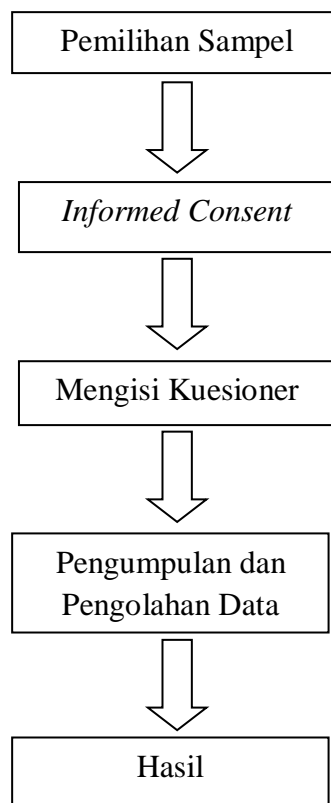 Pemilihan Sampel
Informed Consent
Mengisi Kuesioner
Pengumpulan dan
Pengolahan Data
Hasil